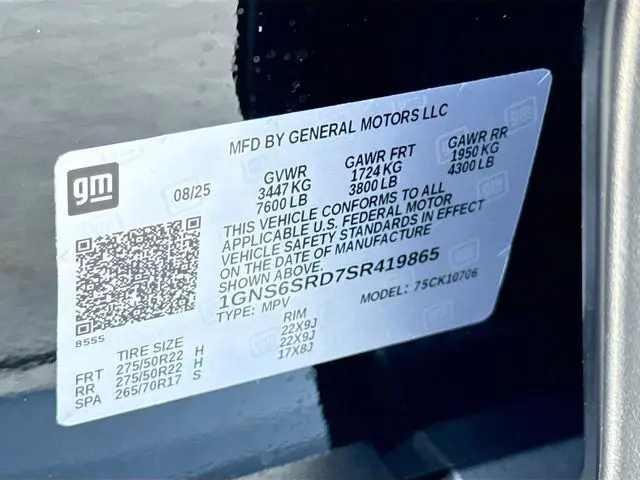 MFD BY GENERAL MOTORS LLC
gm
08/25
GVWR GAWR FRT GAWR RR
3447 KG 1724 KG 1950 KG
7600 LB 3800 LB 4300 LB
THIS VEHICLE CONFORMS TO ALL
APPLICABLE U.S. FEDERAL MOTOR
VEHICLE SAFETY STANDARDS IN EFFECT
ON THE DATE OF MANUFACTURE
SHOWN ABOVE.
1GNS6SRD7SR419865
TYPE: MPV MODEL: 7SCK10706
8555
TIRE SIZE RIM
FRT 275/50R22 H 22X9J
RR 275/50R22 H 22X9J
SPA 265/70R17 S 17X8J